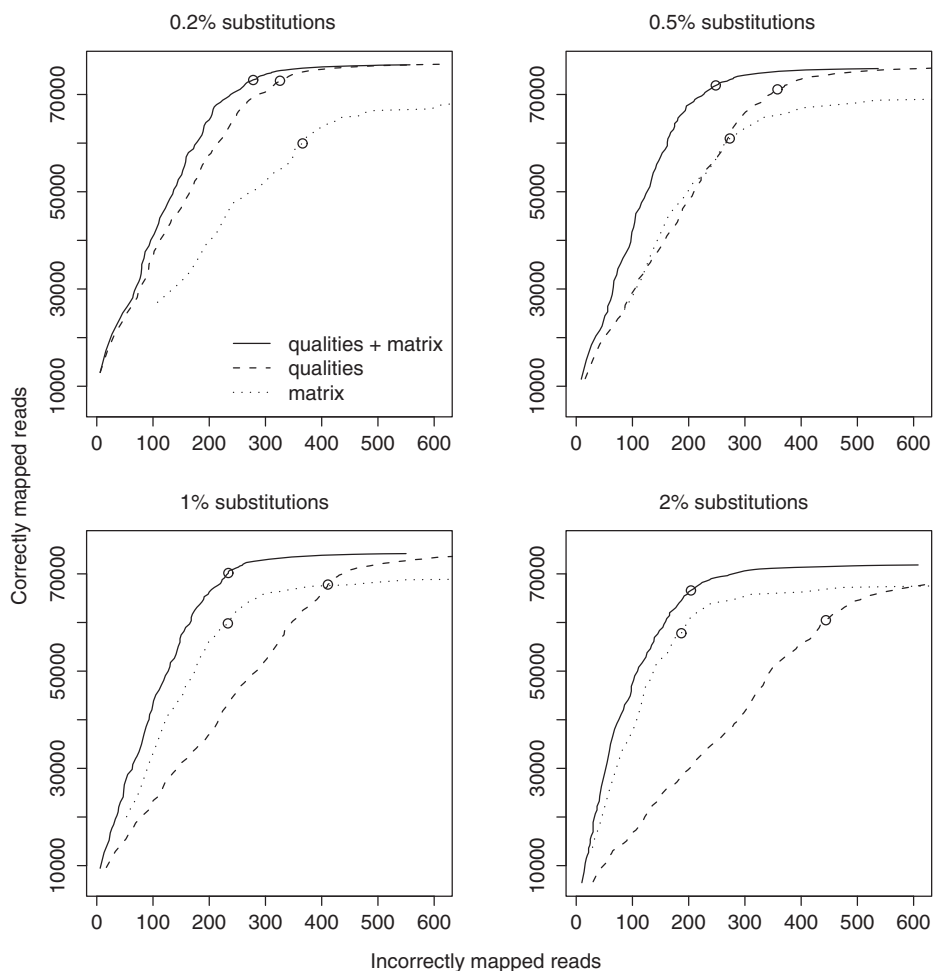 0.2% substitutions
0.5% substitutions
10000 30000 50000 70000
10000 30000 50000 70000
qualities + matrix
qualities
matrix
0 100 200 300 400 500 600
0 100 200 300 400 500 600
Correctly mapped reads
1% substitutions
2% substitutions
10000 30000 50000 70000
10000 30000 50000 70000
0 100 200 300 400 500 600
0 100 200 300 400 500 600
Incorrectly mapped reads